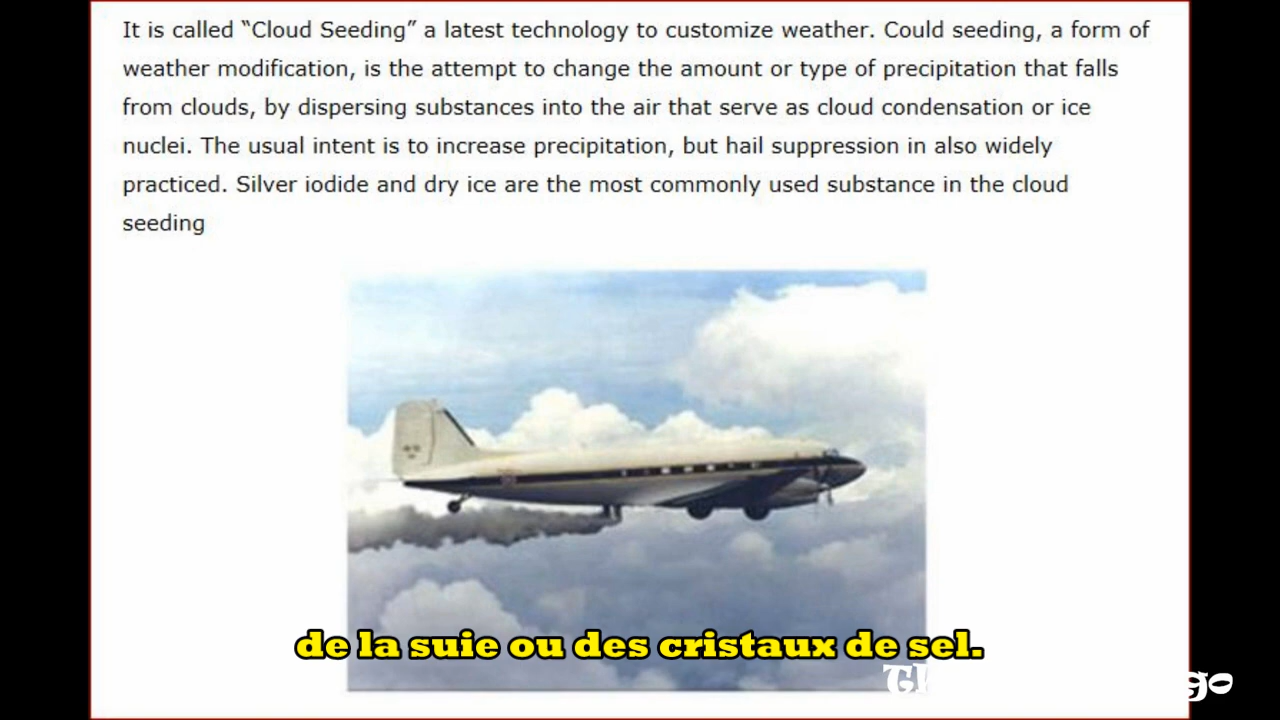 It is called “Cloud Seeding” a latest technology to customize weather. Could seeding, a form of
weather modification, is the attempt to change the amount or type of precipitation that falls
from clouds, by dispersing substances into the air that serve as cloud condensation or ice
nuclei. The usual intent is to increase precipitation, but hail suppression in also widely
practiced. Silver iodide and dry ice are the most commonly used substance in the cloud
seeding
de la suie ou des cristaux de sel.